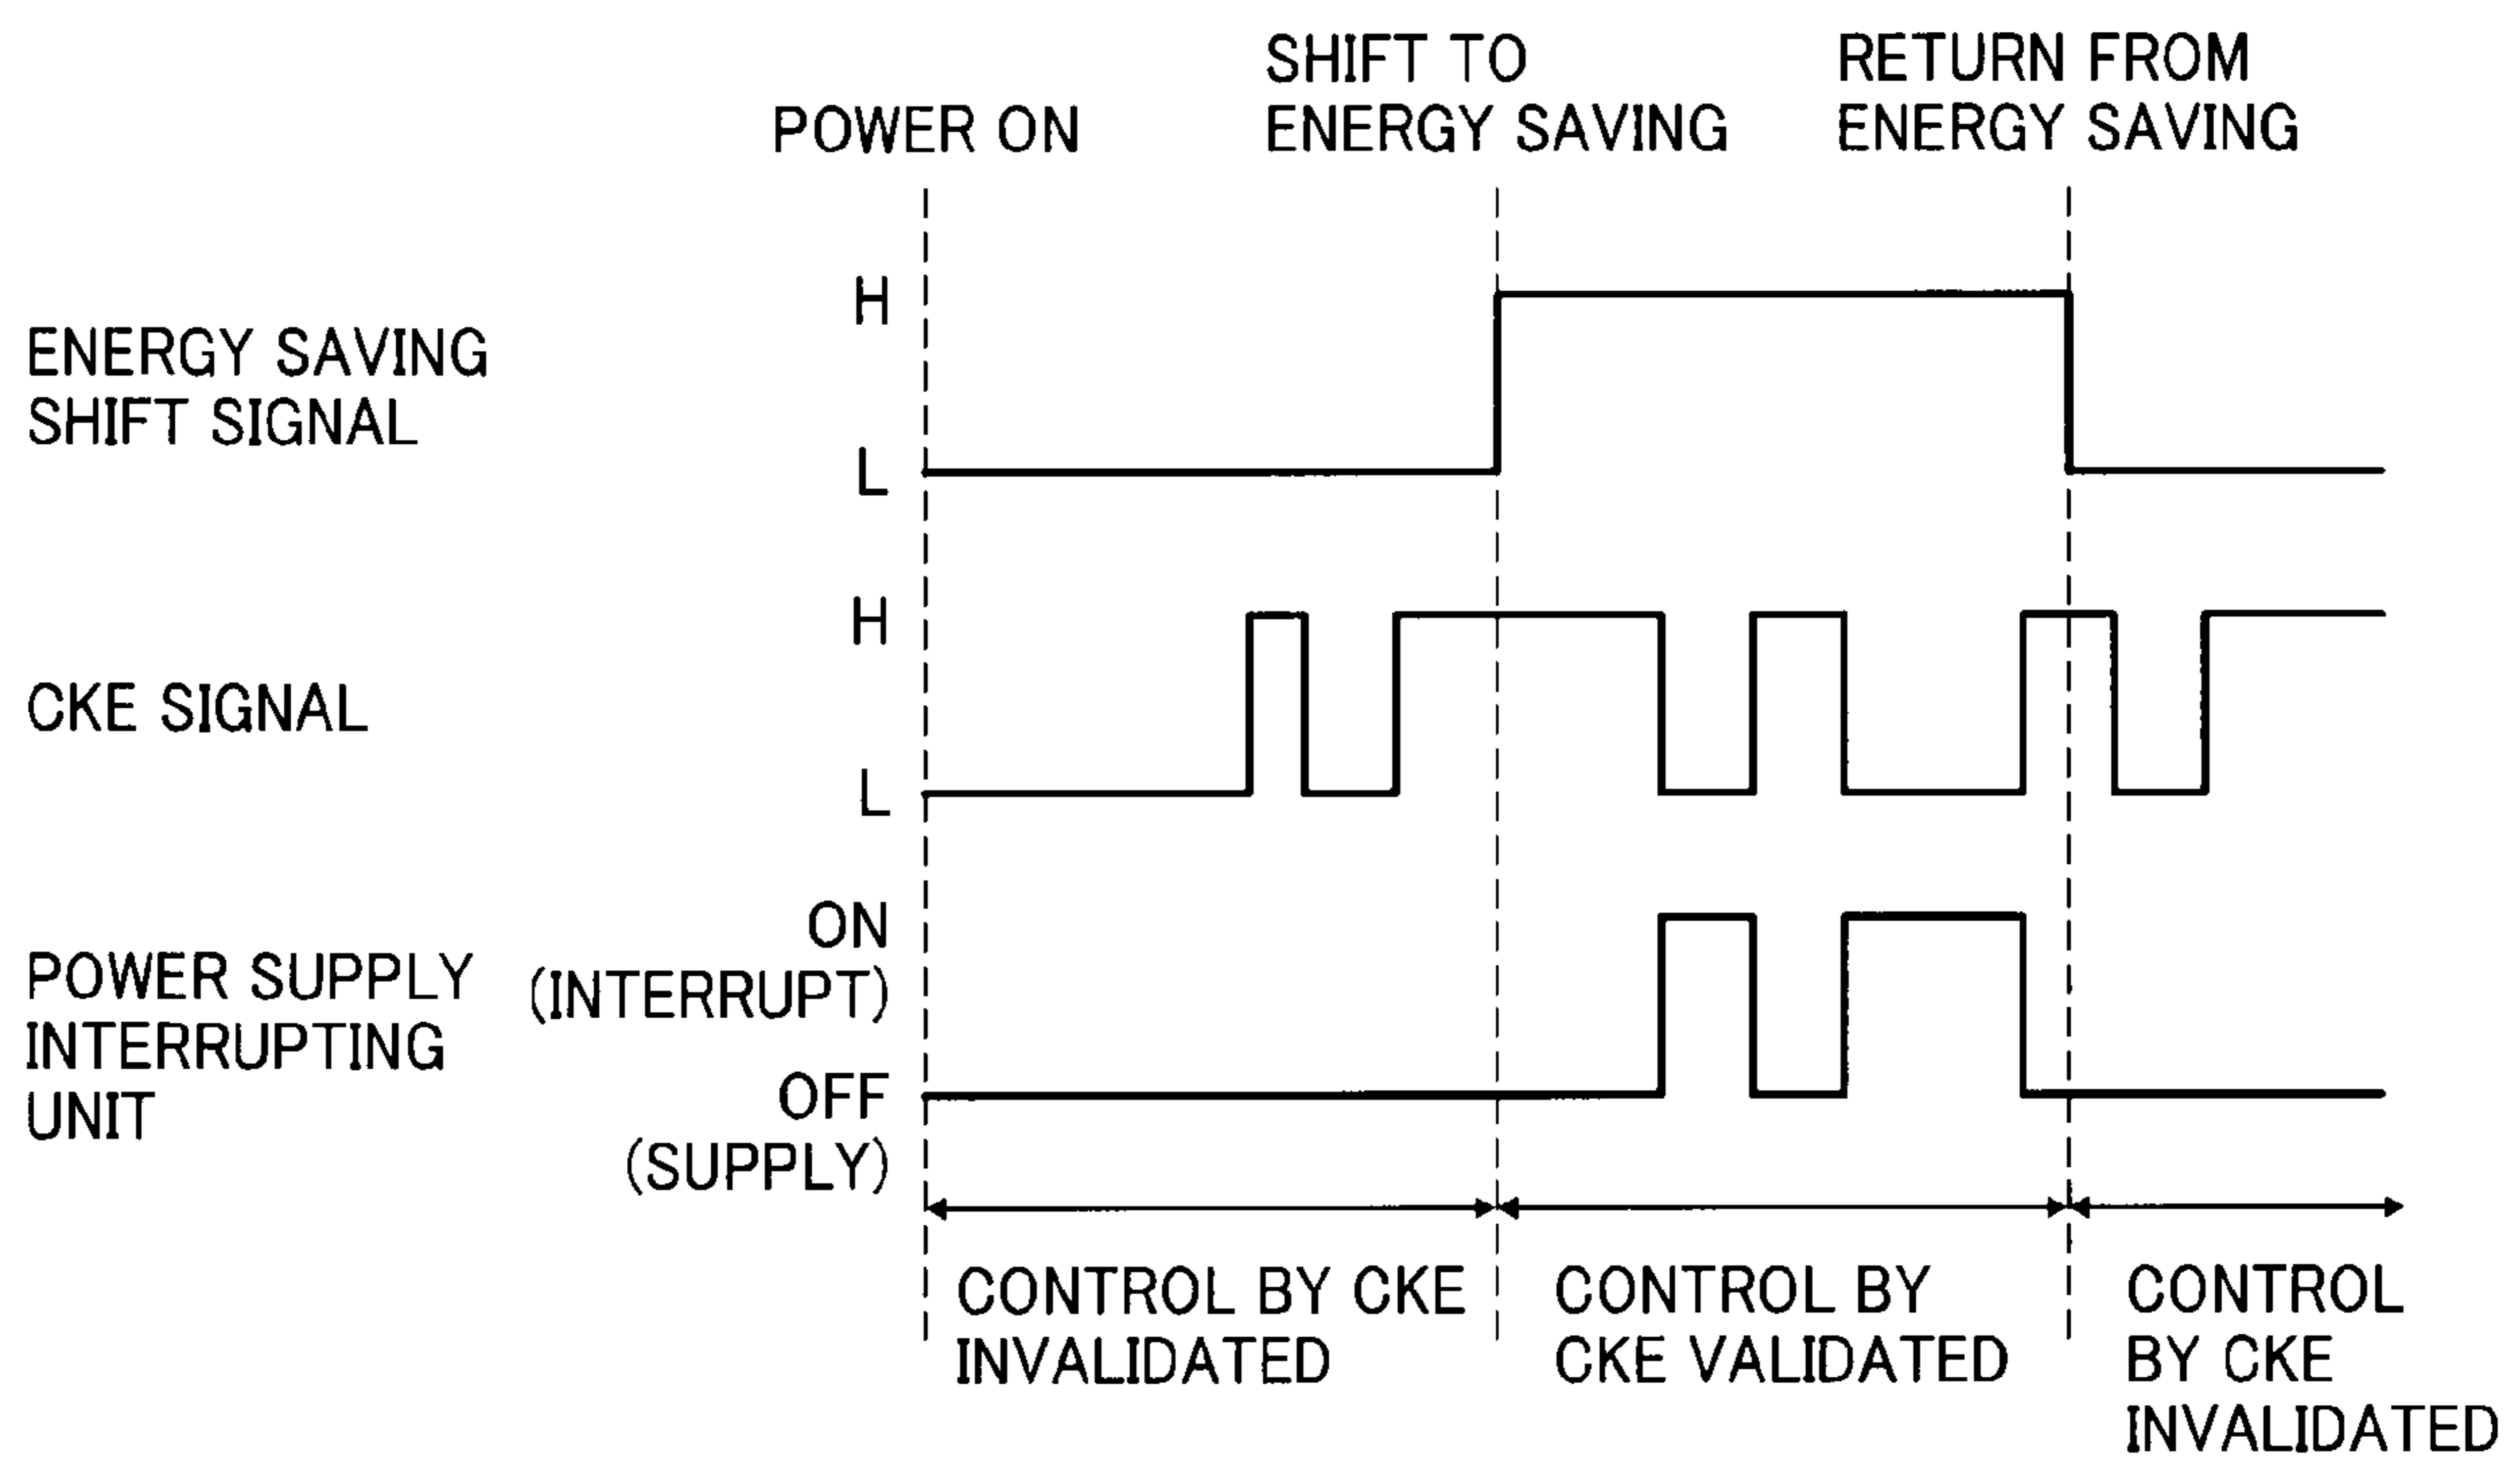 POWER ON
SHIFT TO
ENERGY SAVING
RETURN FROM
ENERGY SAVING
ENERGY SAVING
SHIFT SIGNAL
H
L
CKE SIGNAL
H
L
POWER SUPPLY
INTERRUPTING
UNIT
ON
(INTERRUPT)
OFF
(SUPPLY)
CONTROL BY CKE
INVALIDATED
CONTROL BY
CKE VALIDATED
CONTROL
BY CKE
INVALIDATED